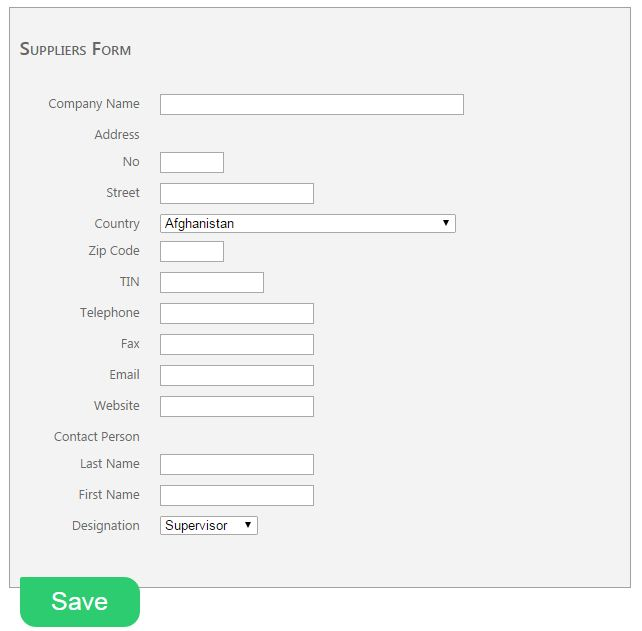 Suppliers Form
Company Name
Address
No
Street
Country Afghanistan
Zip Code
TIN
Telephone
Fax
Email
Website
Contact Person
Last Name
First Name
Designation Supervisor
Save